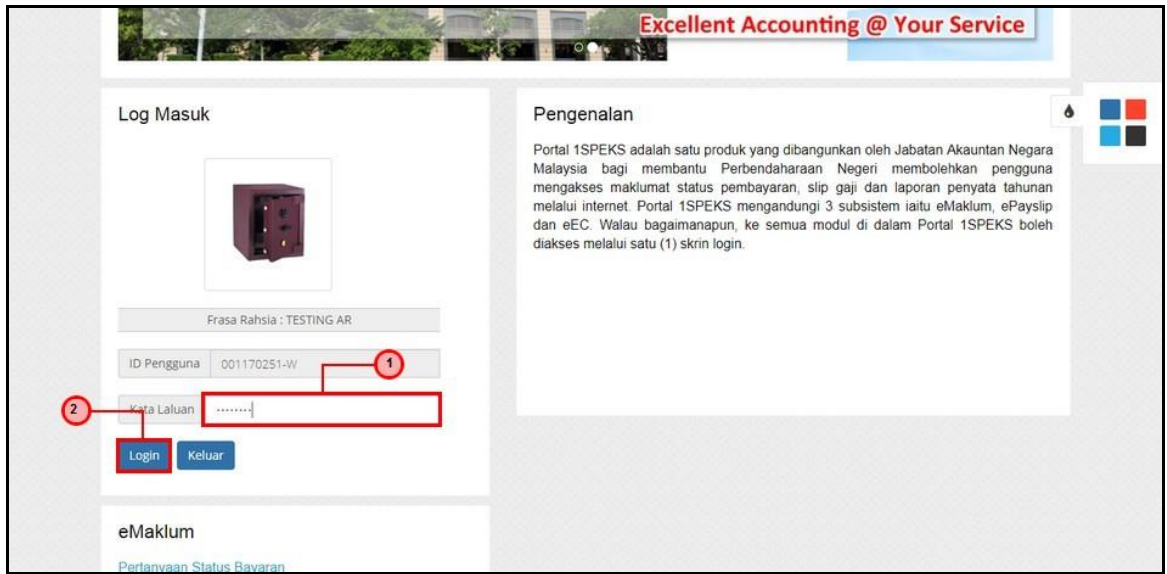 Excellent Accounting @ Your Service
Log Masuk
Frasa Rahsia : TESTING AR
ID Pengguna 001170251-W
1
2
Kata Laluan ········
Login Keluar
eMaklum
Pertanyaan Status Bayaran
Pengenalan
Portal 1SPEKS adalah satu produk yang dibangunkan oleh Jabatan Akauntan Negara
Malaysia bagi membantu Perbendaharaan Negeri membolehkan pengguna
mengakses maklumat status pembayaran, slip gaji dan laporan penyata tahunan
melalui internet. Portal 1SPEKS mengandungi 3 subsistem iaitu eMaklum, ePayslip
dan eEC. Walau bagaimanapun, ke semua modul di dalam Portal 1SPEKS boleh
diakses melalui satu (1) skrin login.